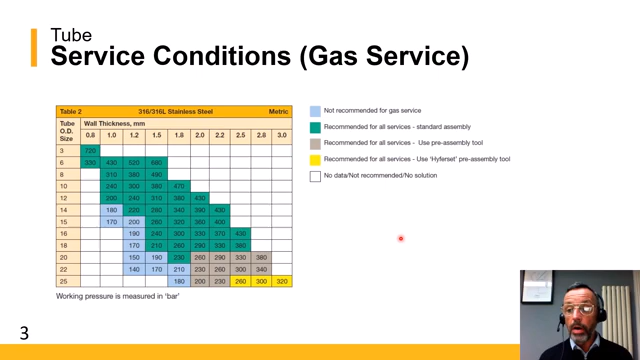 Tube
Service Conditions (Gas Service)
Table 2 316/316L Stainless Steel Metric
Tube O.D. Size Wall Thickness, mm
0.8 1.0 1.2 1.5 1.8 2.0 2.2 2.5 2.8 3.0
3 720
6 330 430 520 680
8 310 380 490
10 240 300 390 470
12 200 240 310 380 430
14 180 220 280 340 390 430
15 170 200 260 320 360 400
16 190 240 300 330 370 430
18 170 210 260 290 330 380
20 150 190 230 260 290 330 380
22 140 170 210 230 260 300 340
25 180 200 230 260 300 320
Working pressure is measured in 'bar'
Not recommended for gas service
Recommended for all services - standard assembly
Recommended for all services - Use pre-assembly tool
Recommended for all services - Use 'Hyferset' pre-assembly tool
No data/Not recommended/No solution
3